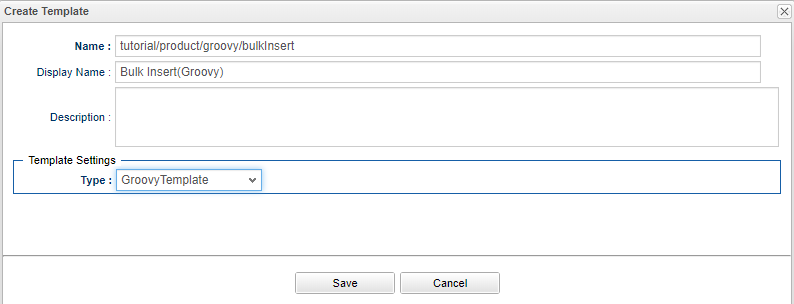 Create Template
Name : tutorial/product/groovy/bulkInsert
Display Name : Bulk Insert(Groovy)
Description :
Template Settings
Type : GroovyTemplate
Save Cancel